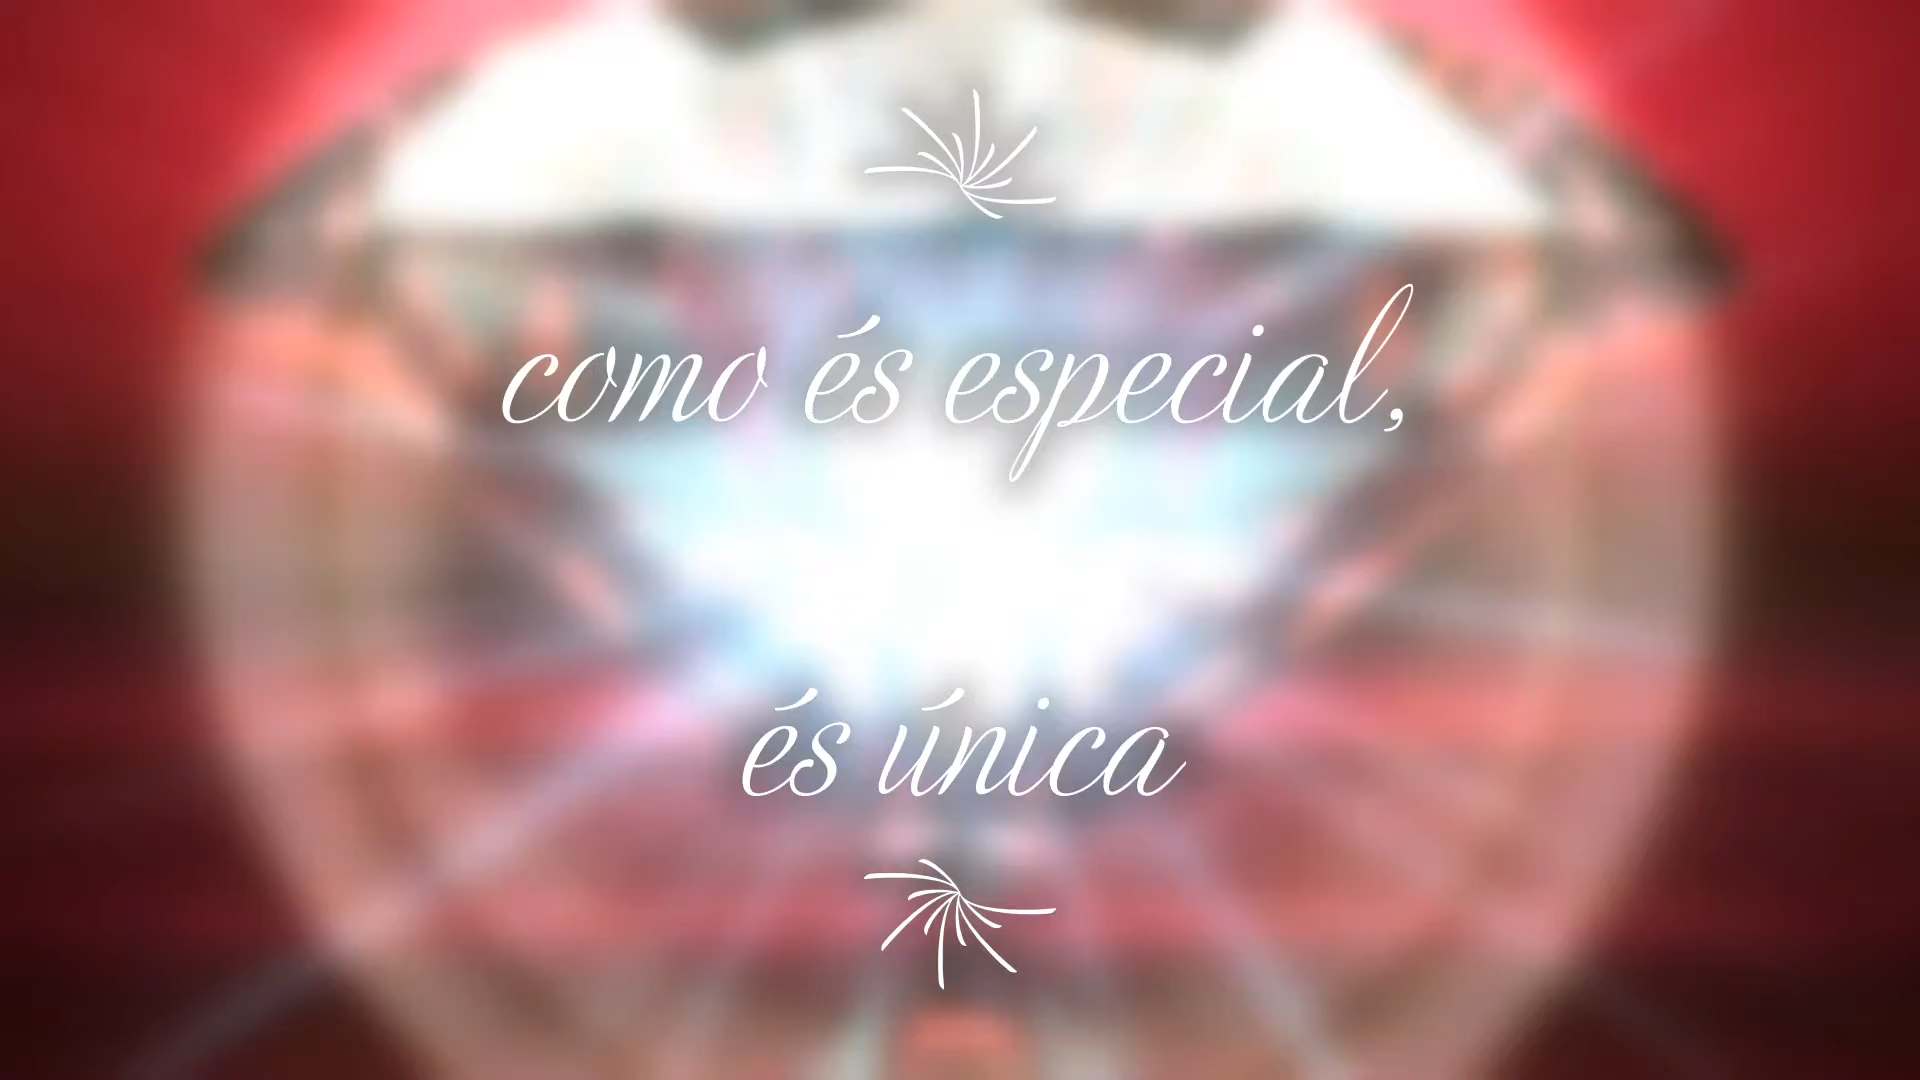 como és especial,
és única